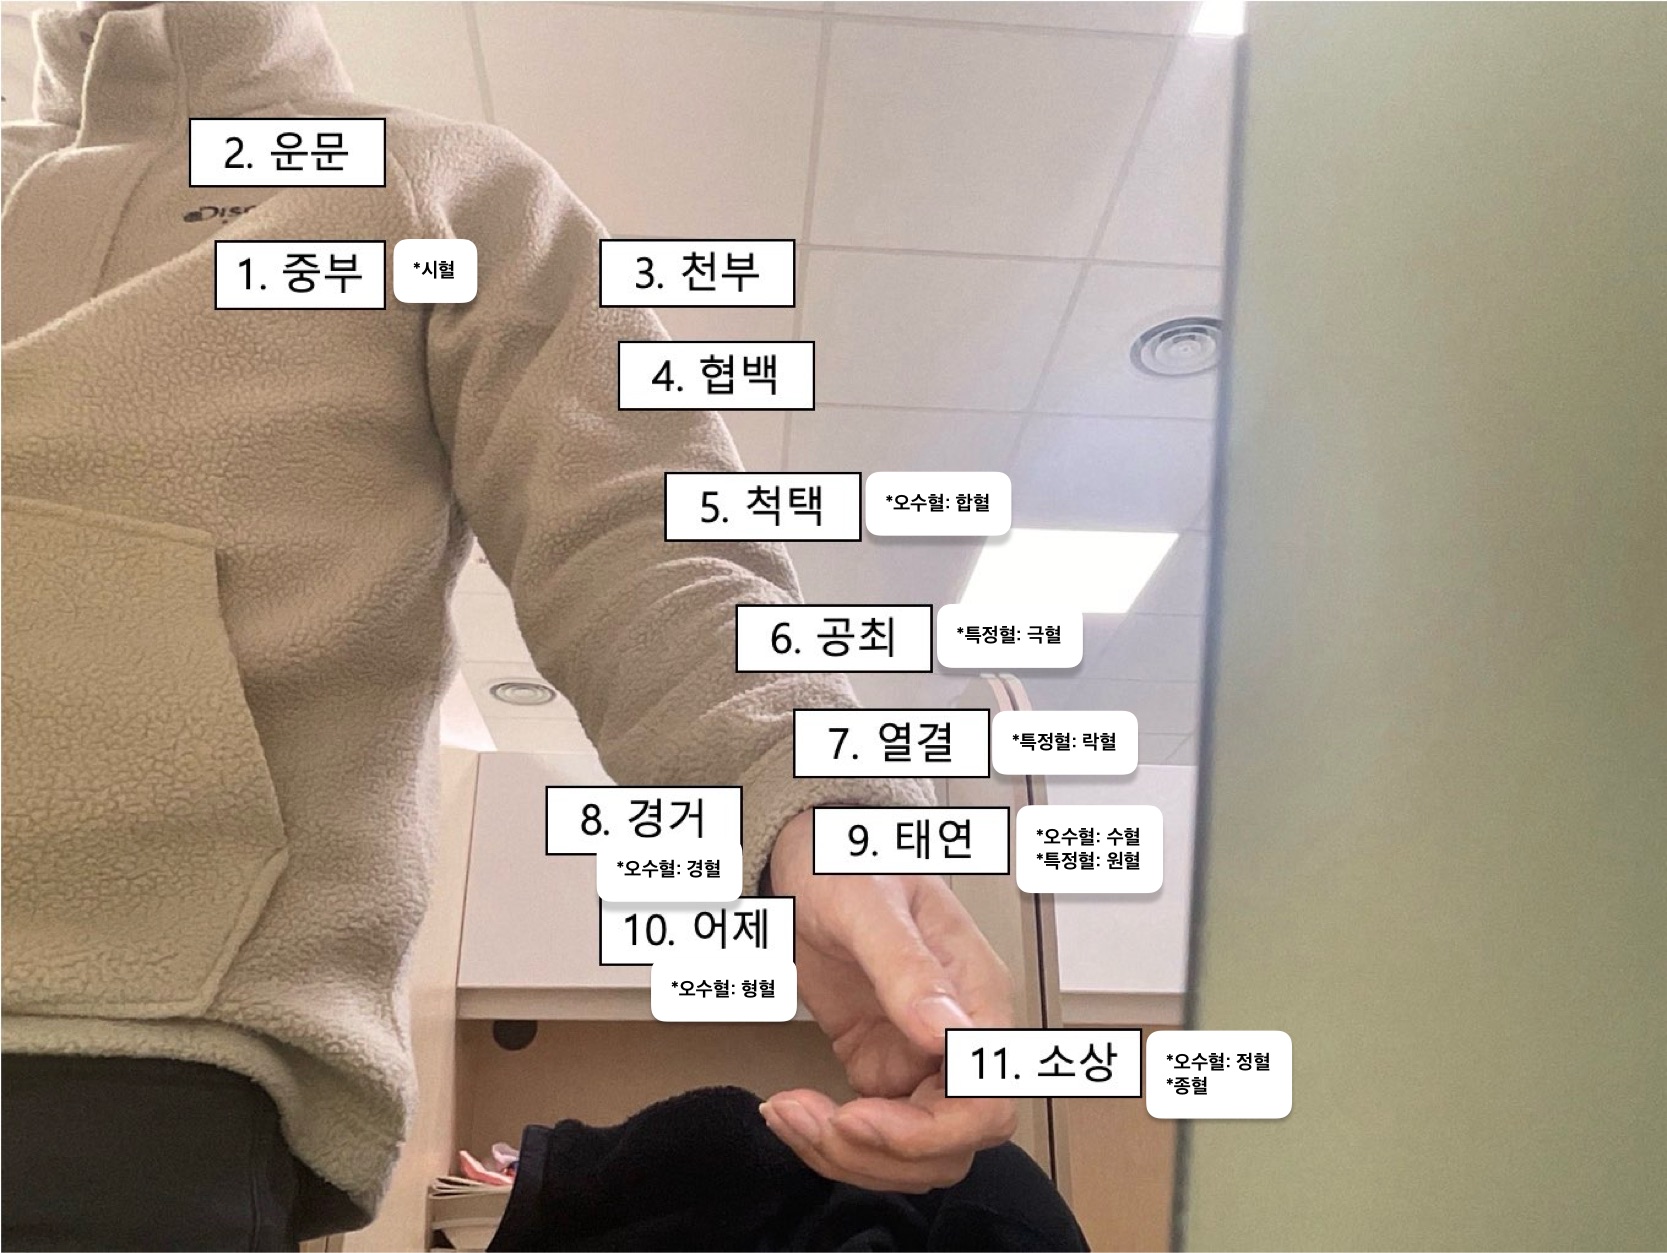 2. 운문
1. 중부
*시혈
3. 천부
4. 협백
5. 척택
*오수혈: 합혈
6. 공최
*특정혈: 극혈
7. 열결
*특정혈: 락혈
8. 경거
*오수혈: 경혈
9. 태연
*오수혈: 수혈
*특정혈: 원혈
10. 어제
*오수혈: 형혈
11. 소상
*오수혈: 정혈
*종혈